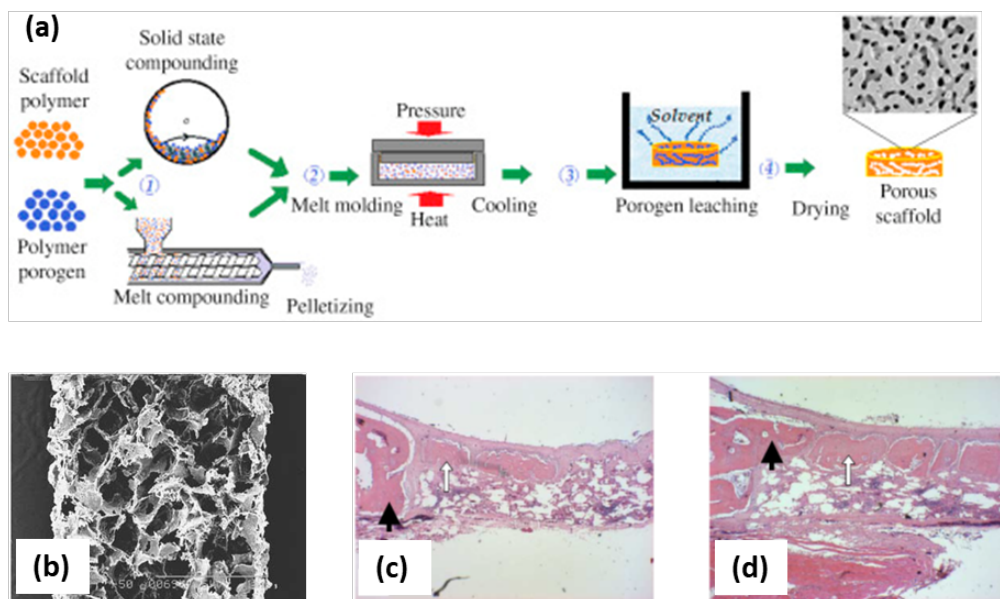 (a)
Solid state
compounding
Scaffold
polymer
Polymer
porogen
①
Melt compounding
Pelletizing
②
Melt molding
Pressure
Heat
Cooling
③
Solvent
Porogen leaching
④
Drying
Porous
scaffold
(b)
(c)
(d)